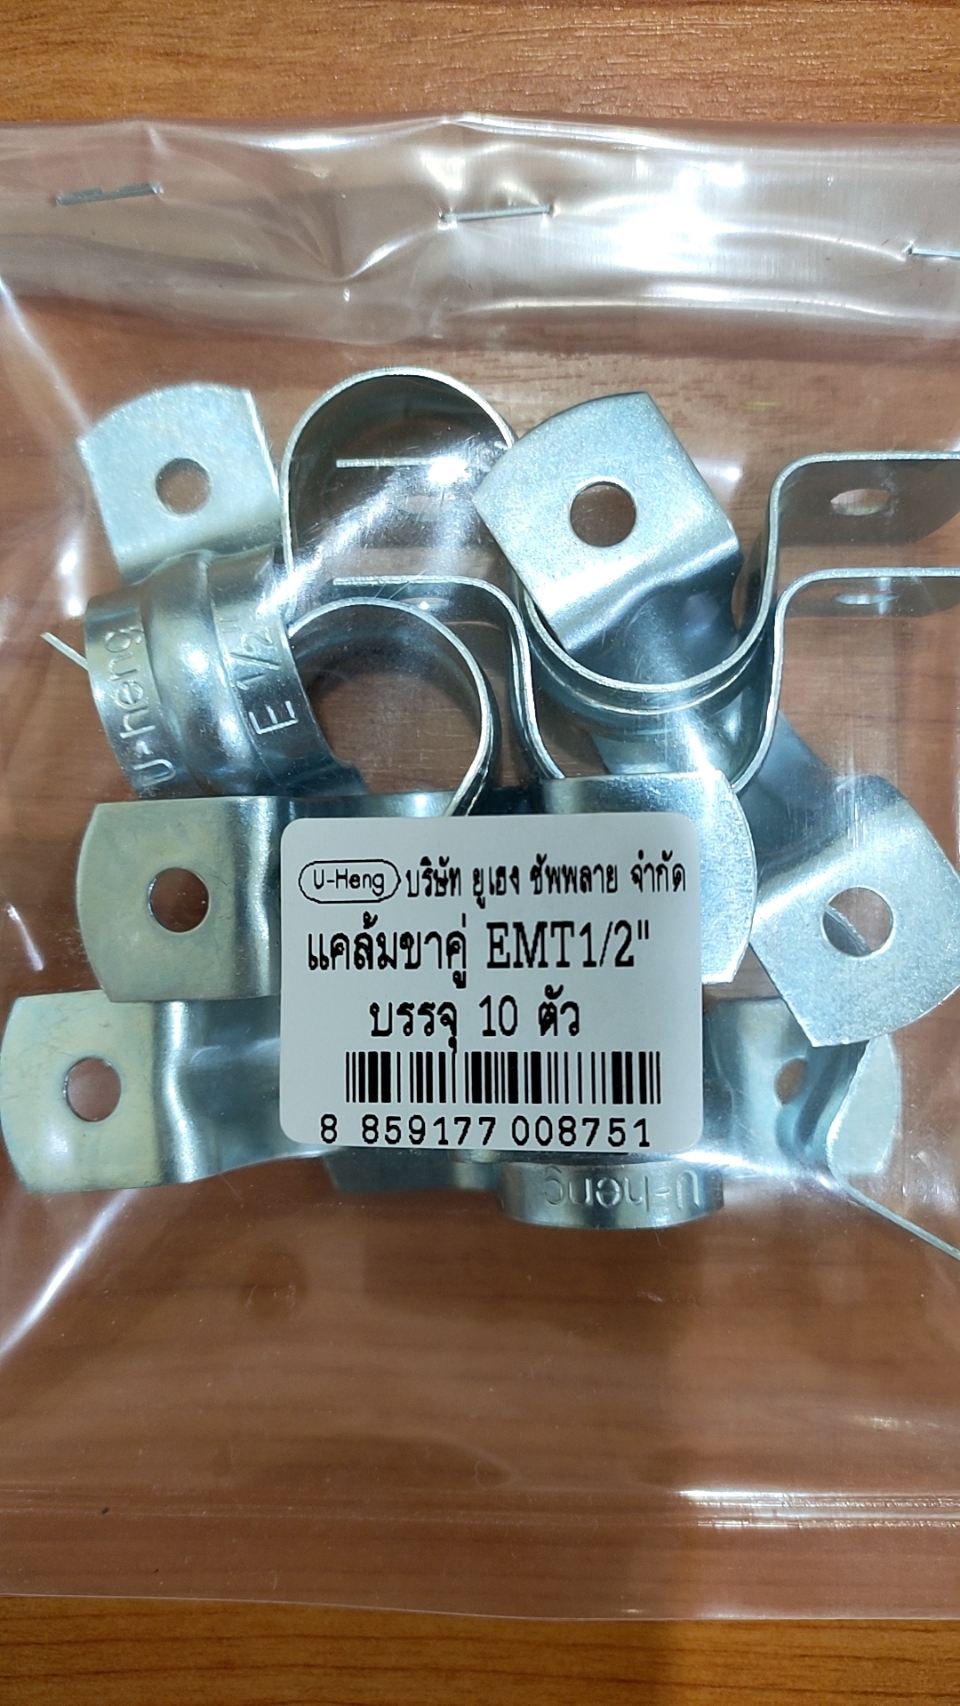 U-heng
E 1/2"
U-Heng บริษัท ยูเฮง ซัพพลาย จำกัด
แคล้มขาคู่ EMT1/2"
บรรจุ 10 ตัว
8 859177 008751
U-heng